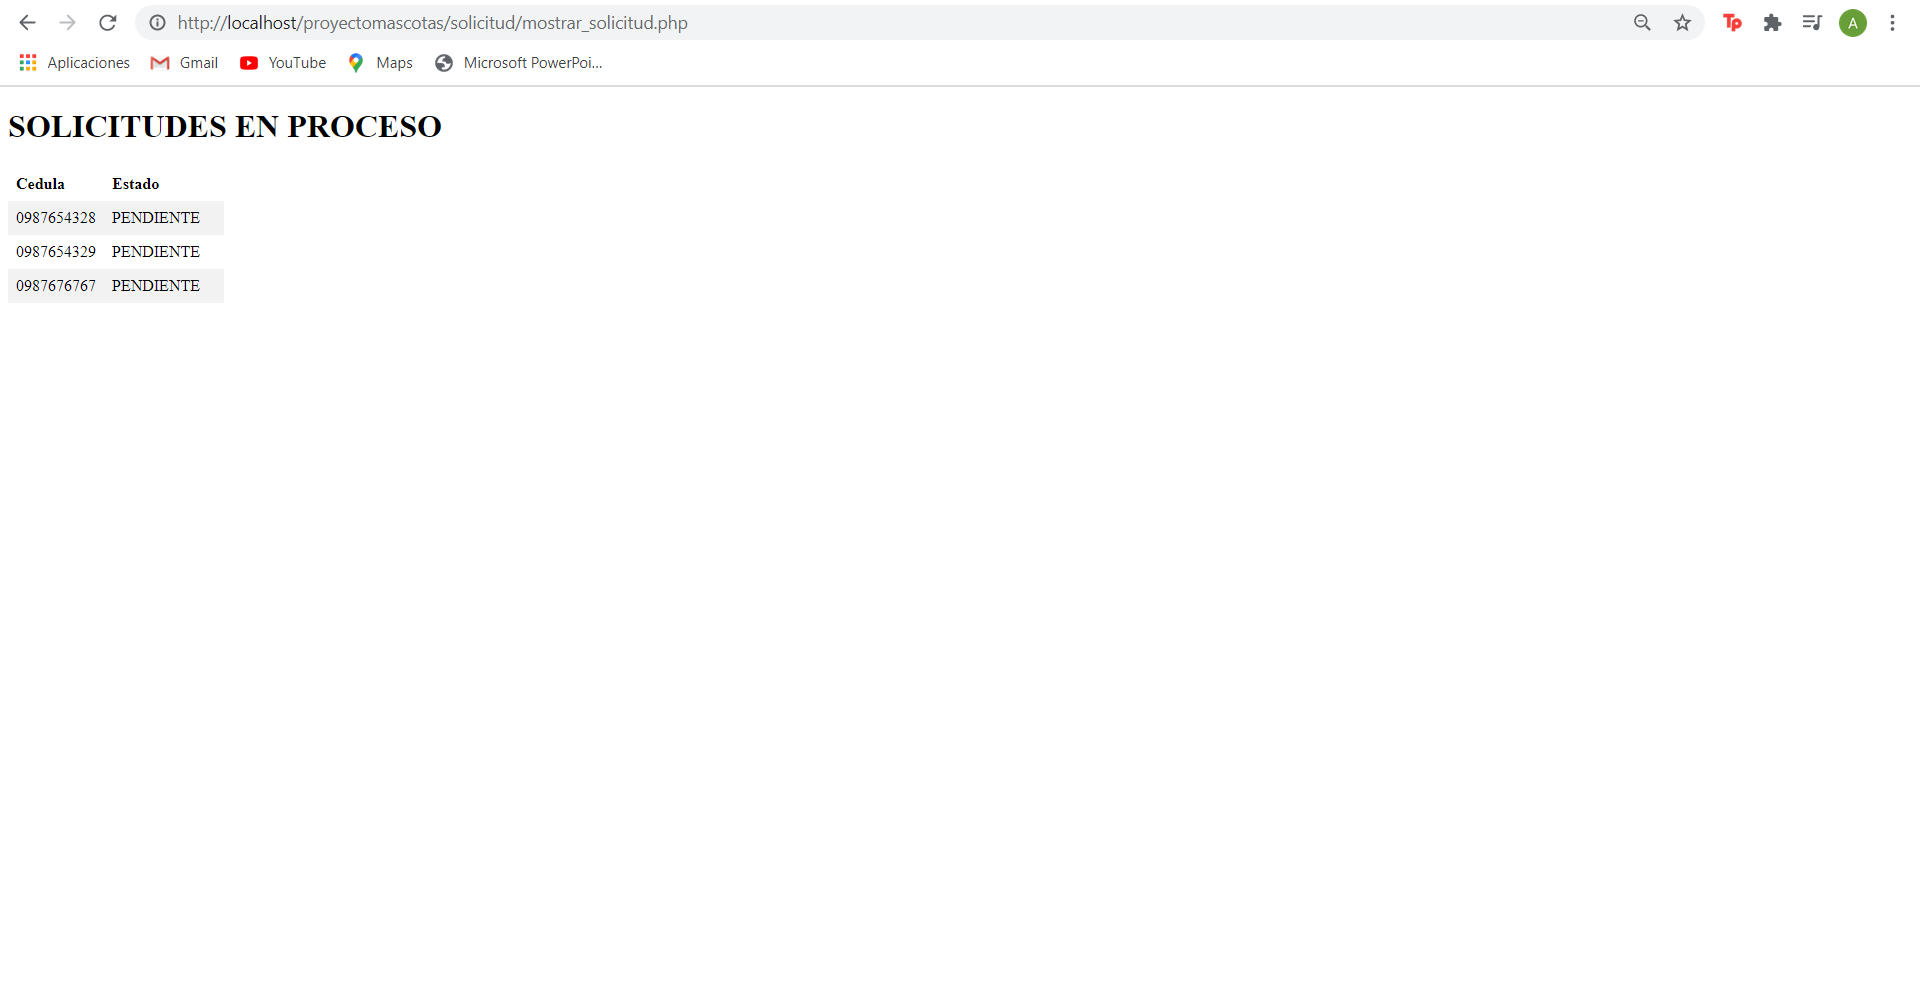 http://localhost/proyectomascotas/solicitud/mostrar_solicitud.php
Tp
A
Aplicaciones Gmail YouTube Maps Microsoft PowerPoi...
SOLICITUDES EN PROCESO
Cedula Estado
0987654328 PENDIENTE
0987654329 PENDIENTE
0987676767 PENDIENTE